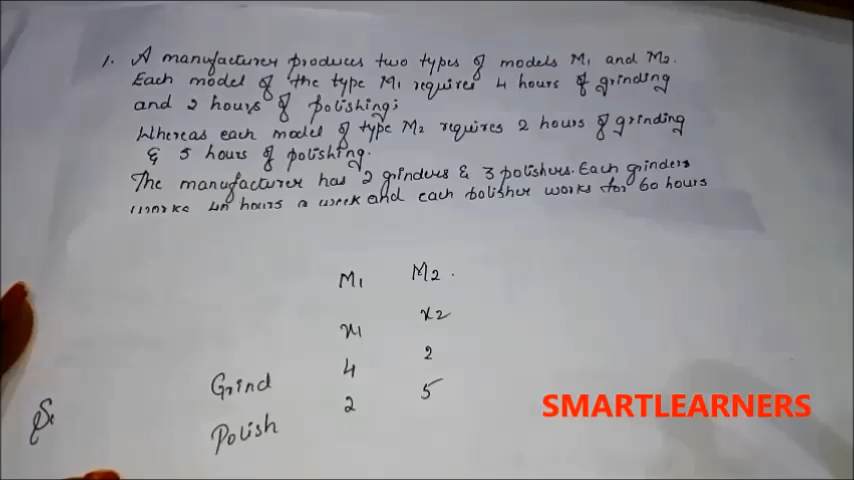 1. A manufacturer produces two types of models M1 and M2.
Each model of the type M1 requires 4 hours of grinding
and 2 hours of polishing;
Whereas each model of type M2 requires 2 hours of grinding
& 5 hours of polishing.
The manufacturer has 2 grinders & 3 polishers. Each grinders
works 40 hours a week and each polisher works for 60 hours
M1 M2.
x1 x2
Grind 4 2
Polish 2 5
SMARTLEARNERS